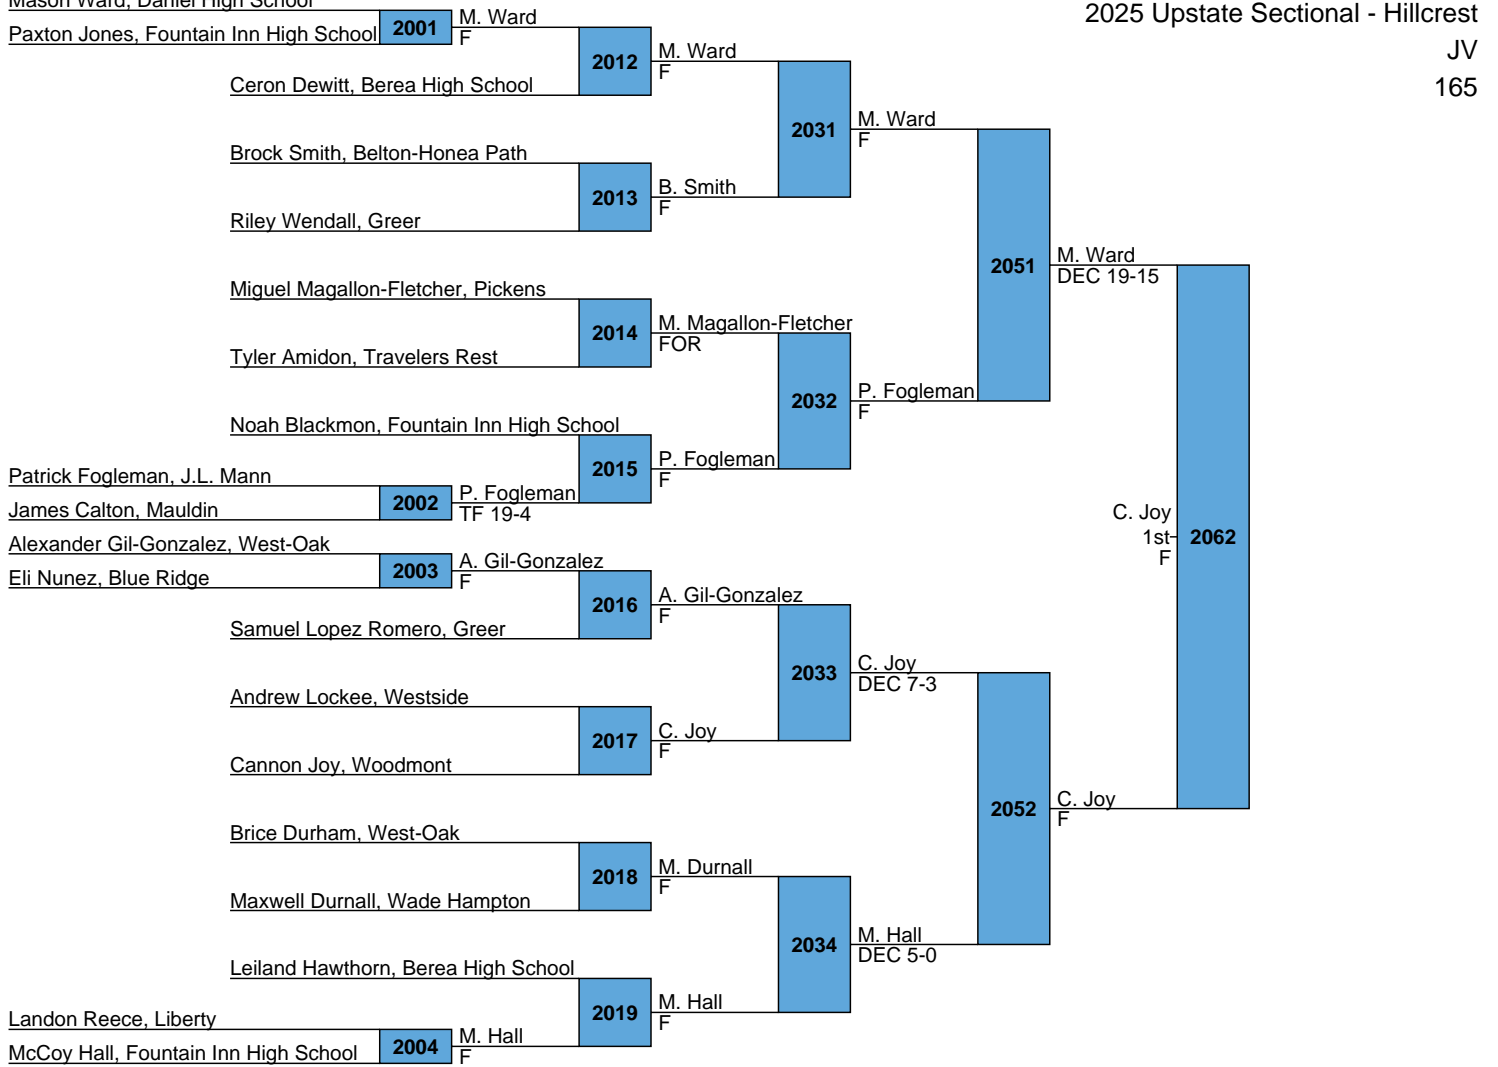 Mason Ward, Daniel High School
2025 Upstate Sectional - Hillcrest
JV
165
Paxton Jones, Fountain Inn High School
2001
M. Ward
F
Ceron Dewitt, Berea High School
2012
M. Ward
F
Brock Smith, Belton-Honea Path
Riley Wendall, Greer
2013
B. Smith
F
2031
M. Ward
F
Miguel Magallon-Fletcher, Pickens
Tyler Amidon, Travelers Rest
2014
M. Magallon-Fletcher
FOR
Noah Blackmon, Fountain Inn High School
Patrick Fogleman, J.L. Mann
James Calton, Mauldin
2002
P. Fogleman
TF 19-4
2015
P. Fogleman
F
2032
P. Fogleman
F
2051
M. Ward
DEC 19-15
Alexander Gil-Gonzalez, West-Oak
Eli Nunez, Blue Ridge
2003
A. Gil-Gonzalez
F
Samuel Lopez Romero, Greer
2016
A. Gil-Gonzalez
F
Andrew Lockee, Westside
Cannon Joy, Woodmont
2017
C. Joy
F
2033
C. Joy
DEC 7-3
Brice Durham, West-Oak
Maxwell Durnall, Wade Hampton
2018
M. Durnall
F
Leiland Hawthorn, Berea High School
Landon Reece, Liberty
McCoy Hall, Fountain Inn High School
2004
M. Hall
F
2019
M. Hall
F
2034
M. Hall
DEC 5-0
2052
C. Joy
F
C. Joy
1st
F
2062